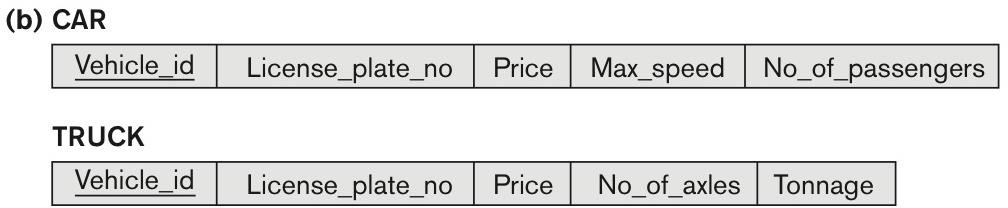 (b) CAR
Vehicle_id License_plate_no Price Max_speed No_of_passengers
TRUCK
Vehicle_id License_plate_no Price No_of_axles Tonnage